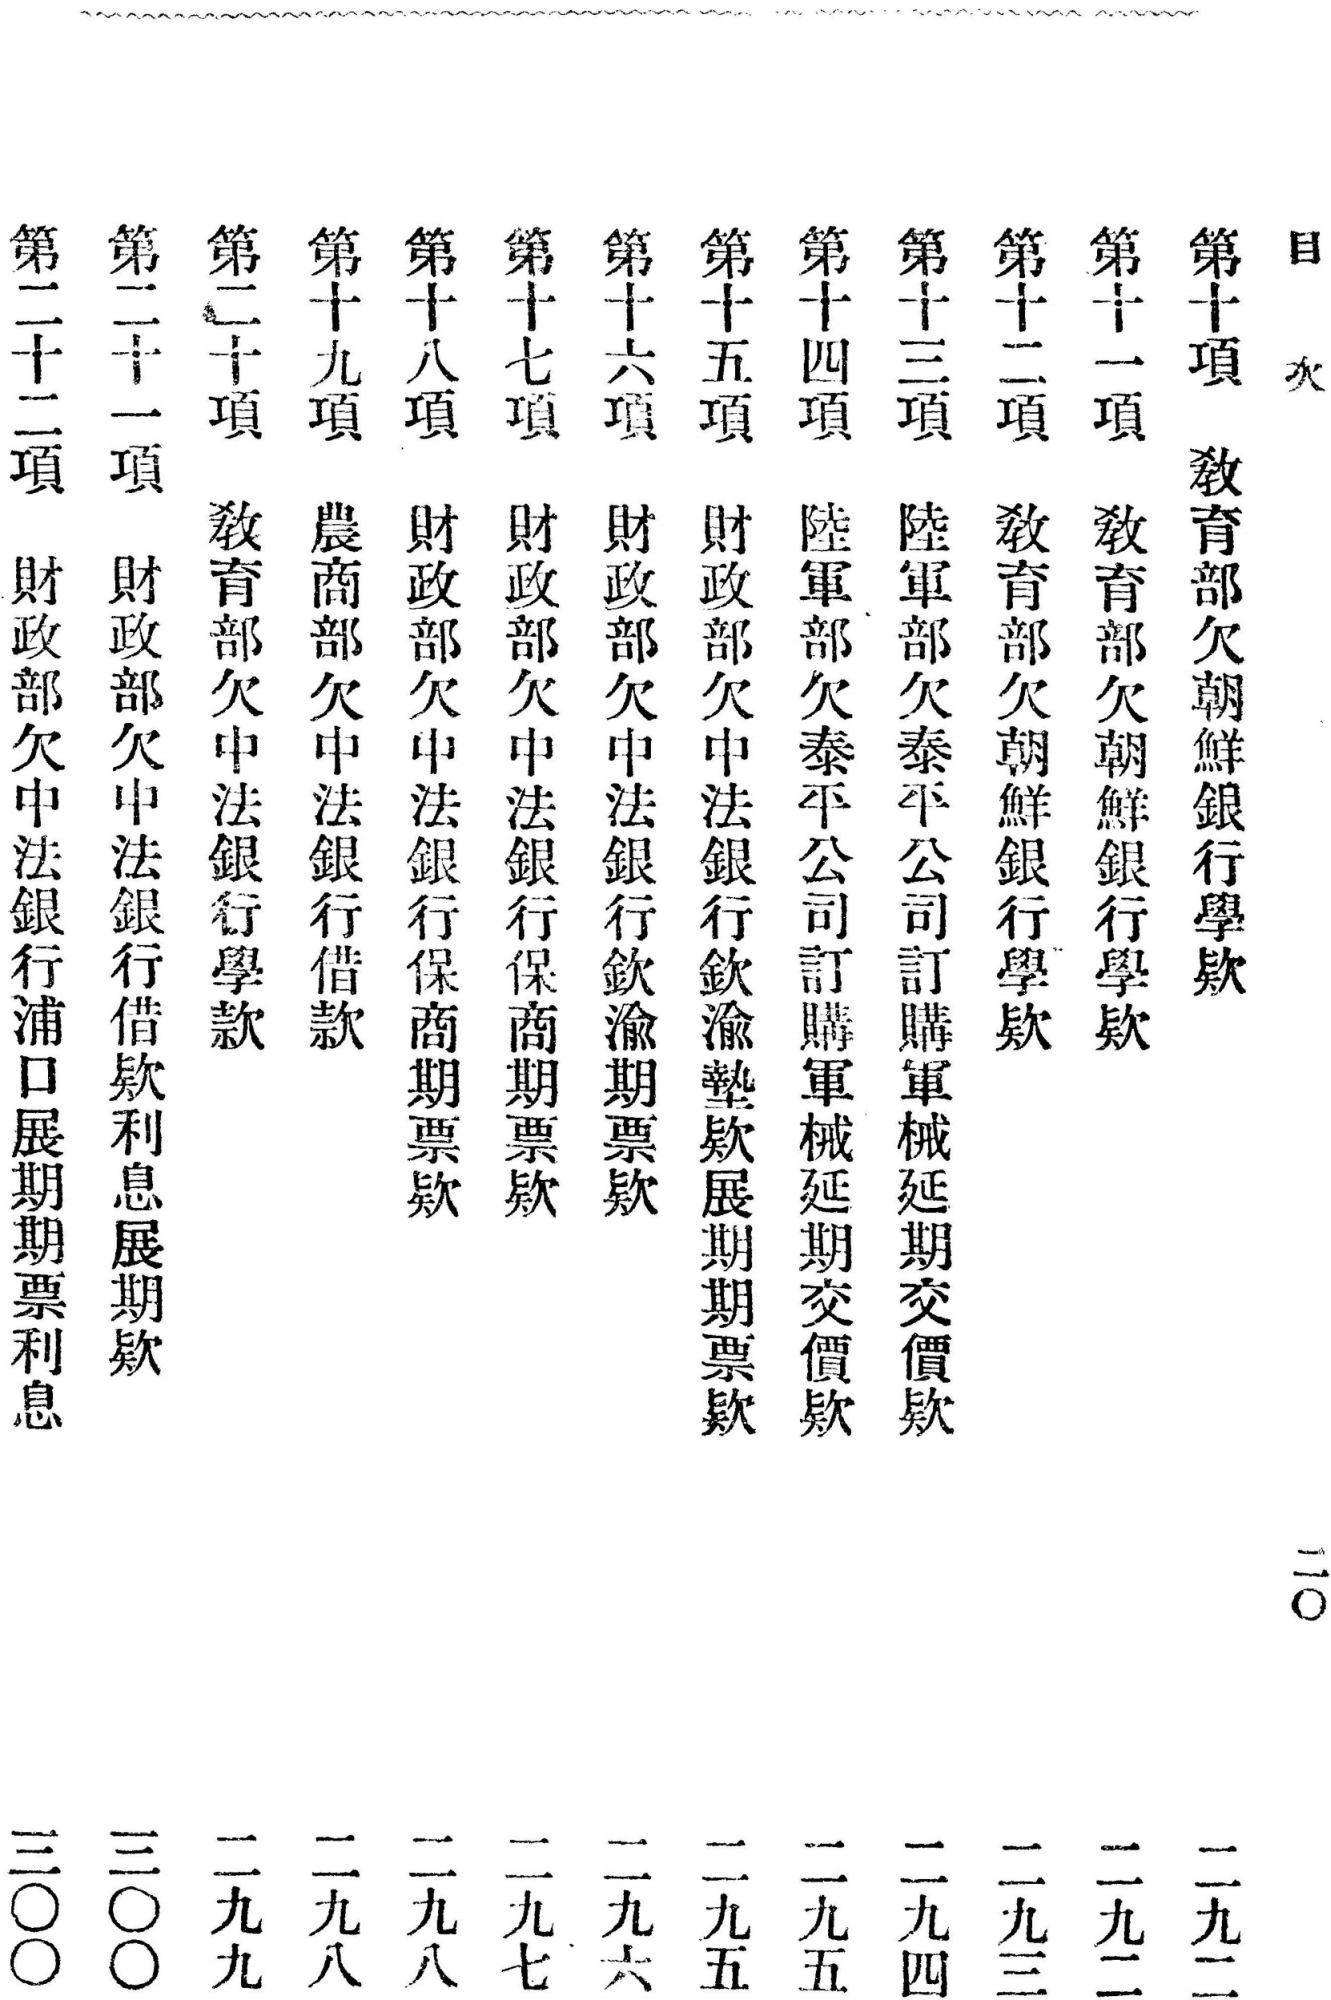 目次 二〇
第十項 教育部欠朝鮮銀行學欵 二九二
第十一項 教育部欠朝鮮銀行學欵 二九二
第十二項 教育部欠朝鮮銀行學欵 二九三
第十三項 陸軍部欠泰平公司訂購軍械延期交價欵 二九四
第十四項 陸軍部欠泰平公司訂購軍械延期交價欵 二九五
第十五項 財政部欠中法銀行欽渝墊欵展期期票欵 二九五
第十六項 財政部欠中法銀行欽渝期票欵 二九六
第十七項 財政部欠中法銀行保商期票欵 二九七
第十八項 財政部欠中法銀行保商期票欵 二九八
第十九項 農商部欠中法銀行借款 二九八
第二十項 教育部欠中法銀行學款 二九九
第二十一項 財政部欠中法銀行借欵利息展期欵 三〇〇
第二十二項 財政部欠中法銀行浦口展期期票利息 三〇〇